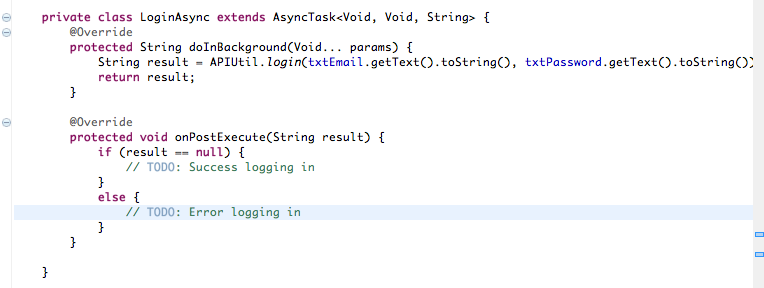 private class LoginAsync extends AsyncTask<Void, Void, String> {
@Override
protected String doInBackground(Void... params) {
String result = APIUtil.login(txtEmail.getText().toString(), txtPassword.getText().toString())
return result;
}
@Override
protected void onPostExecute(String result) {
if (result == null) {
// TODO: Success logging in
}
else {
// TODO: Error logging in
}
}
}